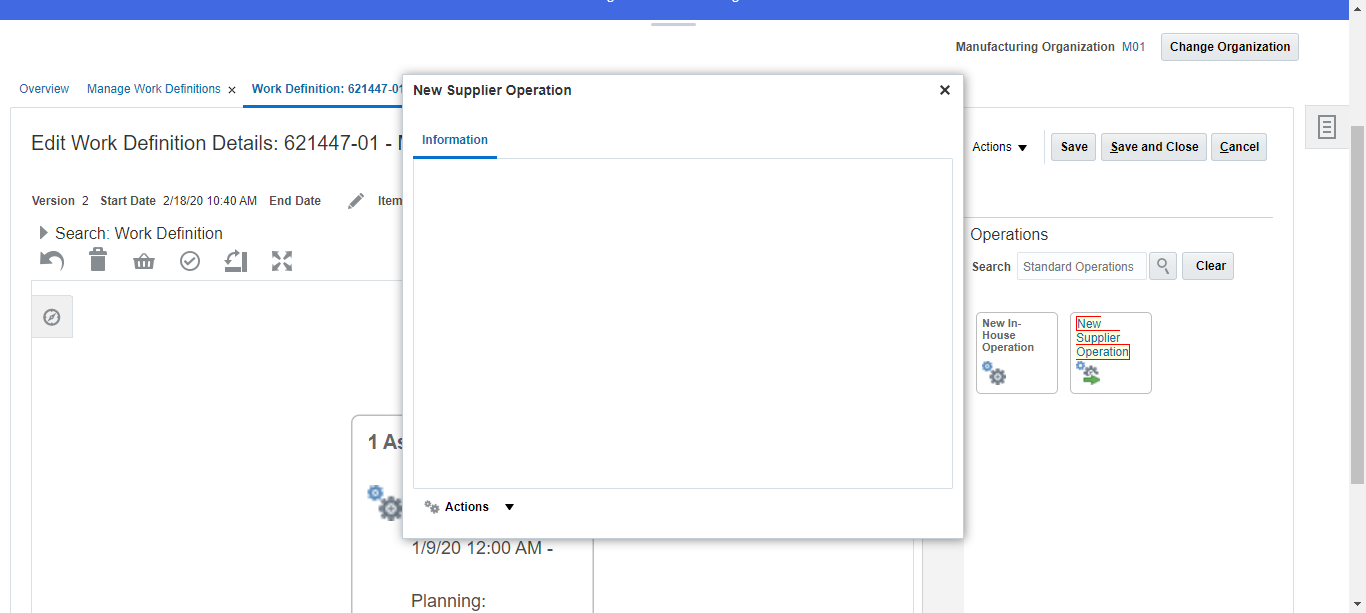 Manufacturing Organization M01 Change Organization
Overview Manage Work Definitions × Work Definition: 621447-01
New Supplier Operation
Information
Edit Work Definition Details: 621447-01 -
Actions Save Save and Close Cancel
Version 2 Start Date 2/18/20 10:40 AM End Date Item
Search: Work Definition
Operations
Search Standard Operations Clear
New In-
House
Operation
New
Supplier
Operation
1 As
Actions
1/9/20 12:00 AM -
Planning: